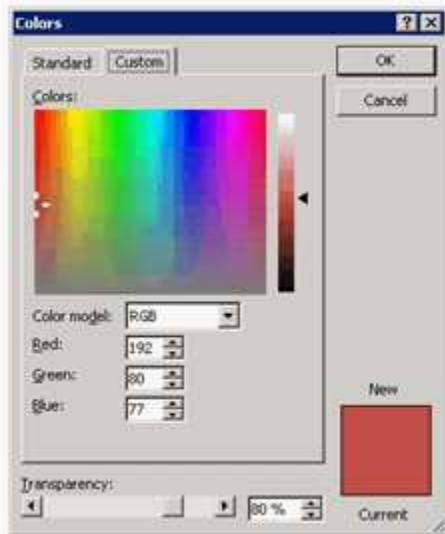 Colors
Standard Custom
OK
Cancel
Colors:
Color model: RGB
Red: 192
Green: 80
Blue: 77
New
Transparency:
80 %
Current